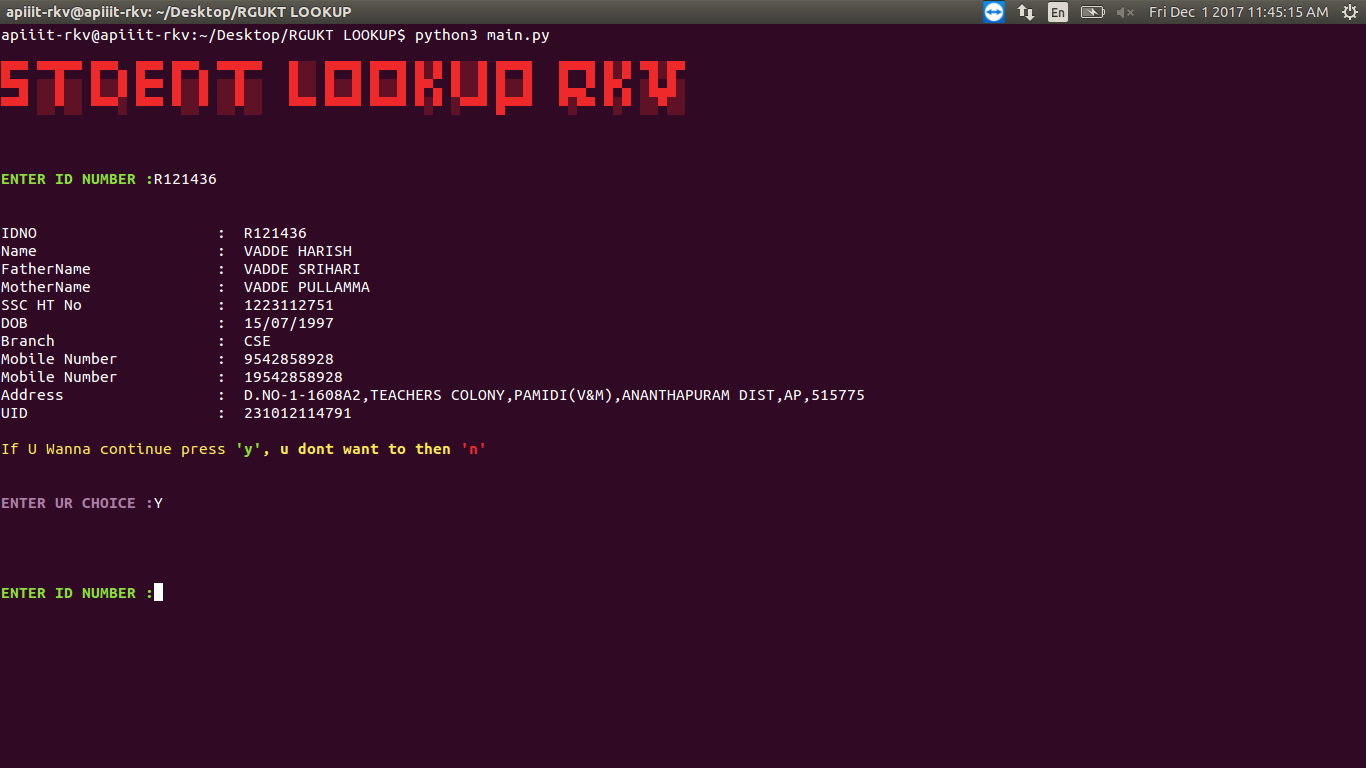 apiiit-rkv@apiiit-rkv: ~/Desktop/RGUKT LOOKUP En Fri Dec 1 2017 11:45:15 AM
apiiit-rkv@apiiit-rkv:~/Desktop/RGUKT LOOKUP$ python3 main.py
STDENT LOOKUP RKV
ENTER ID NUMBER :R121436
IDNO : R121436
Name : VADDE HARISH
FatherName : VADDE SRIHARI
MotherName : VADDE PULLAMMA
SSC HT No : 1223112751
DOB : 15/07/1997
Branch : CSE
Mobile Number : 9542858928
Mobile Number : 19542858928
Address : D.NO-1-1608A2,TEACHERS COLONY,PAMIDI(V&M),ANANTHAPURAM DIST,AP,515775
UID : 231012114791
If U Wanna continue press 'y', u dont want to then 'n'
ENTER UR CHOICE :Y
ENTER ID NUMBER :